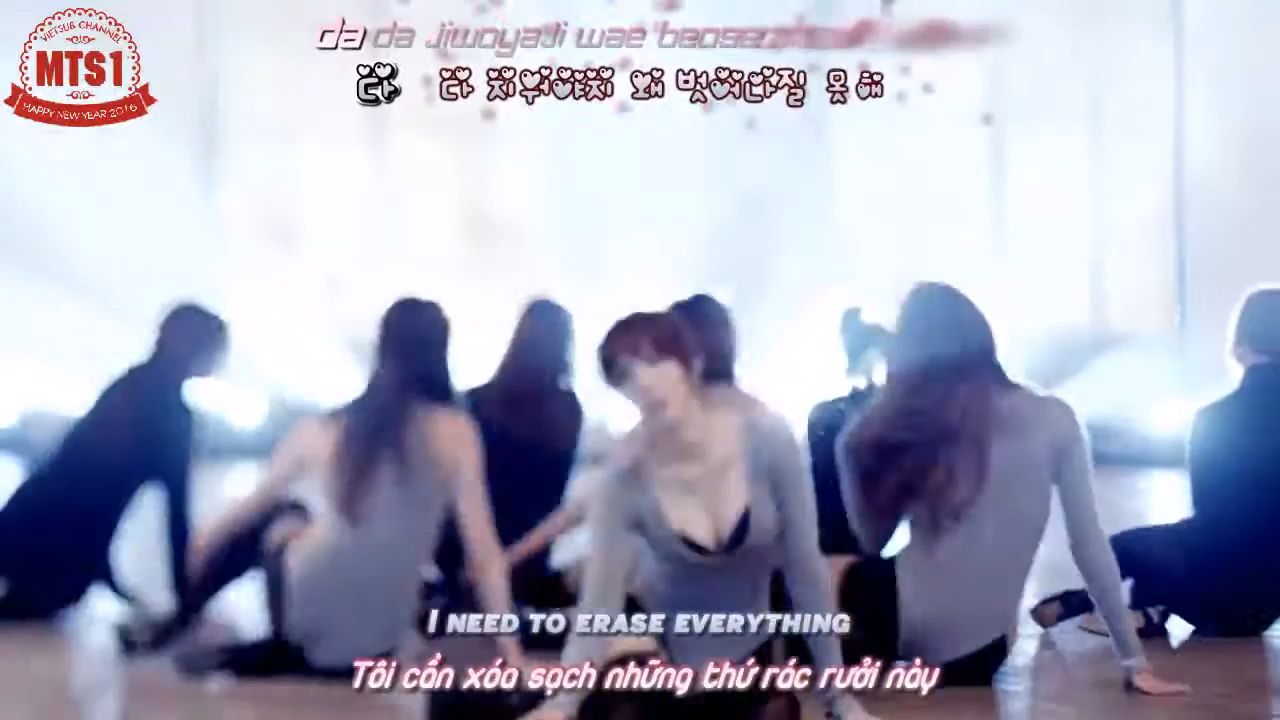 VIETSUB CHANNEL
MTS1
HAPPY NEW YEAR 2016
da da jiwoyaji wae
다 다 지워야지 왜 벗어나질 못해
I NEED TO ERASE EVERYTHING
Tôi cần xóa sạch những thứ rác rưởi này